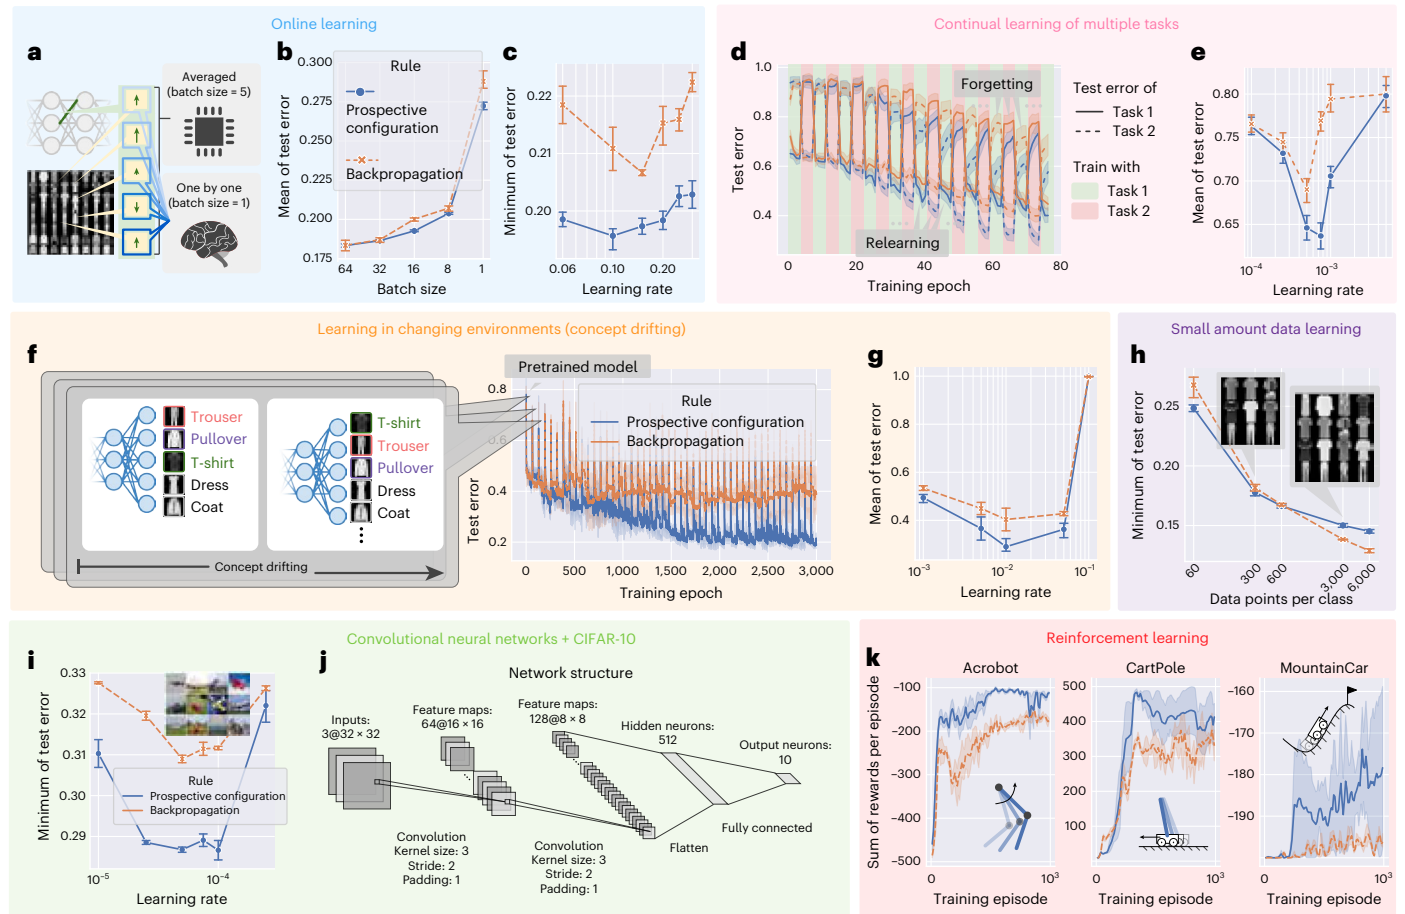 Online learning
a
Averaged
(batch size = 5)
One by one
(batch size = 1)
b
Mean of test error
0.300
0.275
0.250
0.225
0.200
0.175
Rule
Prospective
configuration
Backpropagation
64
32
16
8
1
Batch size
c
Minimum of test error
0.22
0.21
0.20
0.06
0.10
0.20
Learning rate
Continual learning of multiple tasks
d
Test error
1.0
0.8
0.6
0.4
Forgetting
Relearning
0
20
40
60
80
Training epoch
Test error of
Task 1
Task 2
Train with
Task 1
Task 2
e
Mean of test error
0.80
0.75
0.70
0.65
10⁻⁴
10⁻³
Learning rate
Learning in changing environments (concept drifting)
f
Trouser
Pullover
T-shirt
Dress
Coat
T-shirt
Trouser
Pullover
Dress
Coat
Concept drifting
Pretrained model
Test error
0.8
0.6
0.4
0.2
Rule
Prospective configuration
Backpropagation
0
500
1,000
1,500
2,000
2,500
3,000
Training epoch
g
Mean of test error
1.0
0.8
0.6
0.4
10⁻³
10⁻²
10⁻¹
Learning rate
Small amount data learning
h
Minimum of test error
0.25
0.20
0.15
60
300
600
3,000
6,000
Data points per class
Convolutional neural networks + CIFAR-10
i
Minimum of test error
0.33
0.32
0.31
0.30
0.29
Rule
Prospective configuration
Backpropagation
10⁻⁵
10⁻⁴
Learning rate
j
Network structure
Inputs:
3@32 × 32
Feature maps:
64@16 × 16
Feature maps:
128@8 × 8
Hidden neurons:
512
Output neurons:
10
Convolution
Kernel size: 3
Stride: 2
Padding: 1
Convolution
Kernel size: 3
Stride: 2
Padding: 1
Flatten
Fully connected
Reinforcement learning
k
Sum of rewards per episode
Acrobot
−100
−200
−300
−400
−500
0
10³
Training episode
CartPole
500
400
300
200
100
0
10³
Training episode
MountainCar
−160
−170
−180
−190
0
10³
Training episode